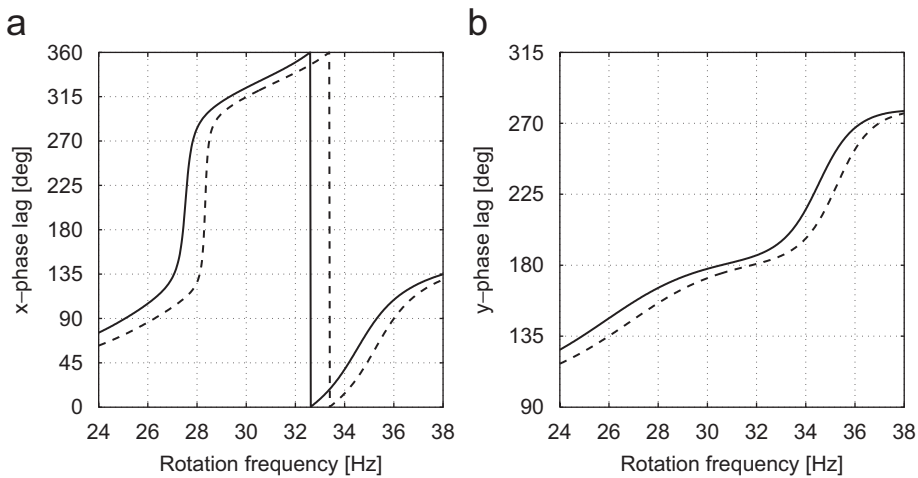 a
360
315
270
225
180
135
90
45
0
x–phase lag [deg]
24 26 28 30 32 34 36 38
Rotation frequency [Hz]
b
315
270
225
180
135
90
y–phase lag [deg]
24 26 28 30 32 34 36 38
Rotation frequency [Hz]